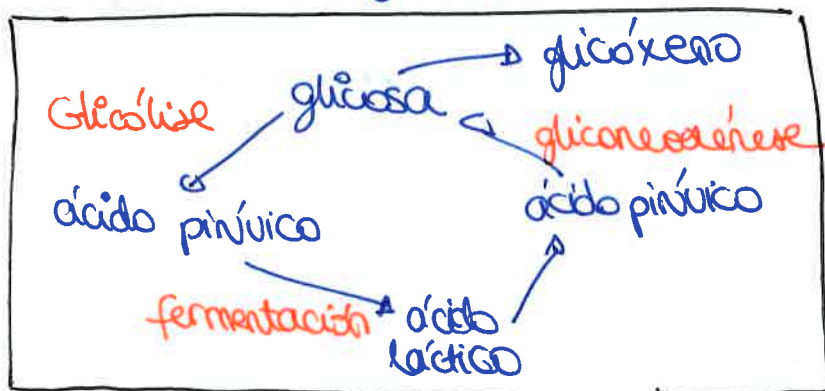 glicóxeno
glicosa
Glicólise
gliconeoxénese
ácido pirúvico
ácido pirúvico
fermentación
ácido
láctico